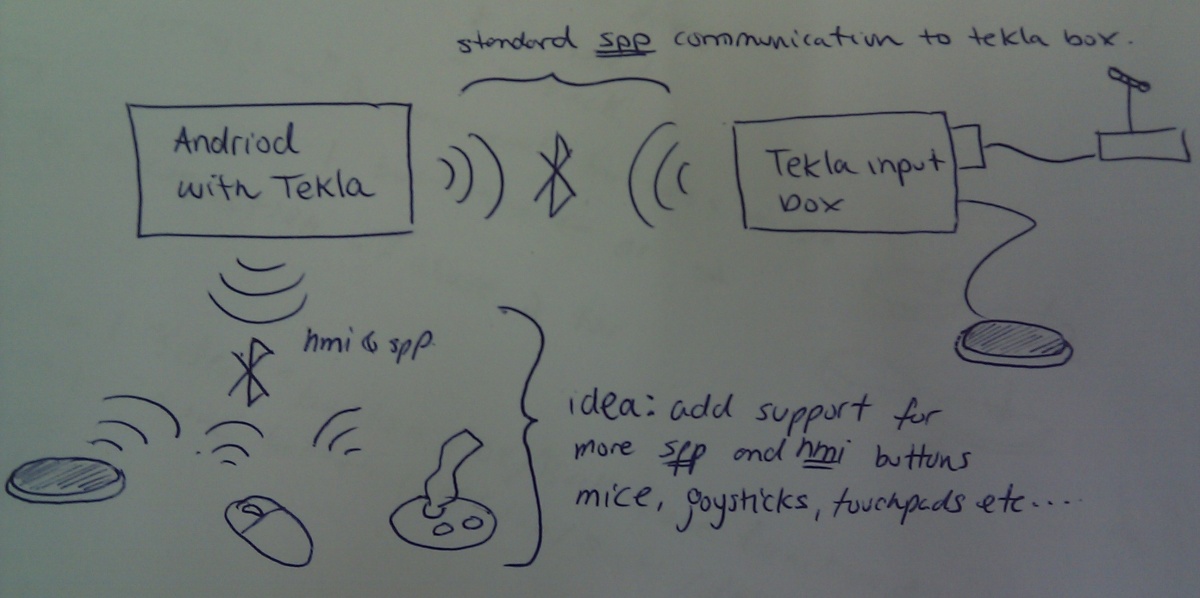 standard spp communication to tekla box.
Andriod
with Tekla
Tekla input
box
hmi & spp
idea: add support for
more spp and hmi buttons
mice, joysticks, touchpads etc....